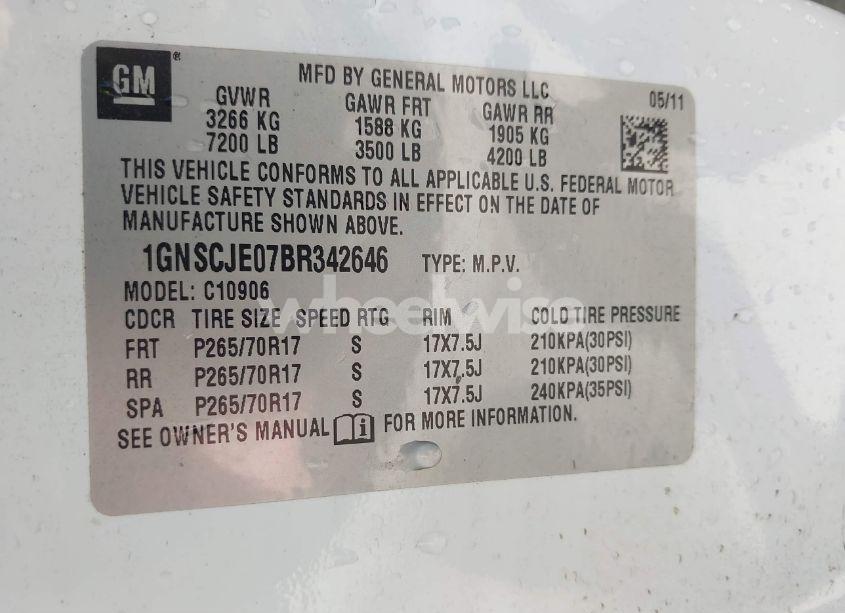 GM®
MFD BY GENERAL MOTORS LLC
05/11
GVWR GAWR FRT GAWR RR
3266 KG 1588 KG 1905 KG
7200 LB 3500 LB 4200 LB
THIS VEHICLE CONFORMS TO ALL APPLICABLE U.S. FEDERAL MOTOR
VEHICLE SAFETY STANDARDS IN EFFECT ON THE DATE OF
MANUFACTURE SHOWN ABOVE.
1GNSCJE07BR342646 TYPE: M.P.V.
MODEL: C10906
wheelwise
CDCR TIRE SIZE SPEED RTG RIM COLD TIRE PRESSURE
FRT P265/70R17 S 17X7.5J 210KPA(30PSI)
RR P265/70R17 S 17X7.5J 210KPA(30PSI)
SPA P265/70R17 S 17X7.5J 240KPA(35PSI)
SEE OWNER'S MANUAL i FOR MORE INFORMATION.